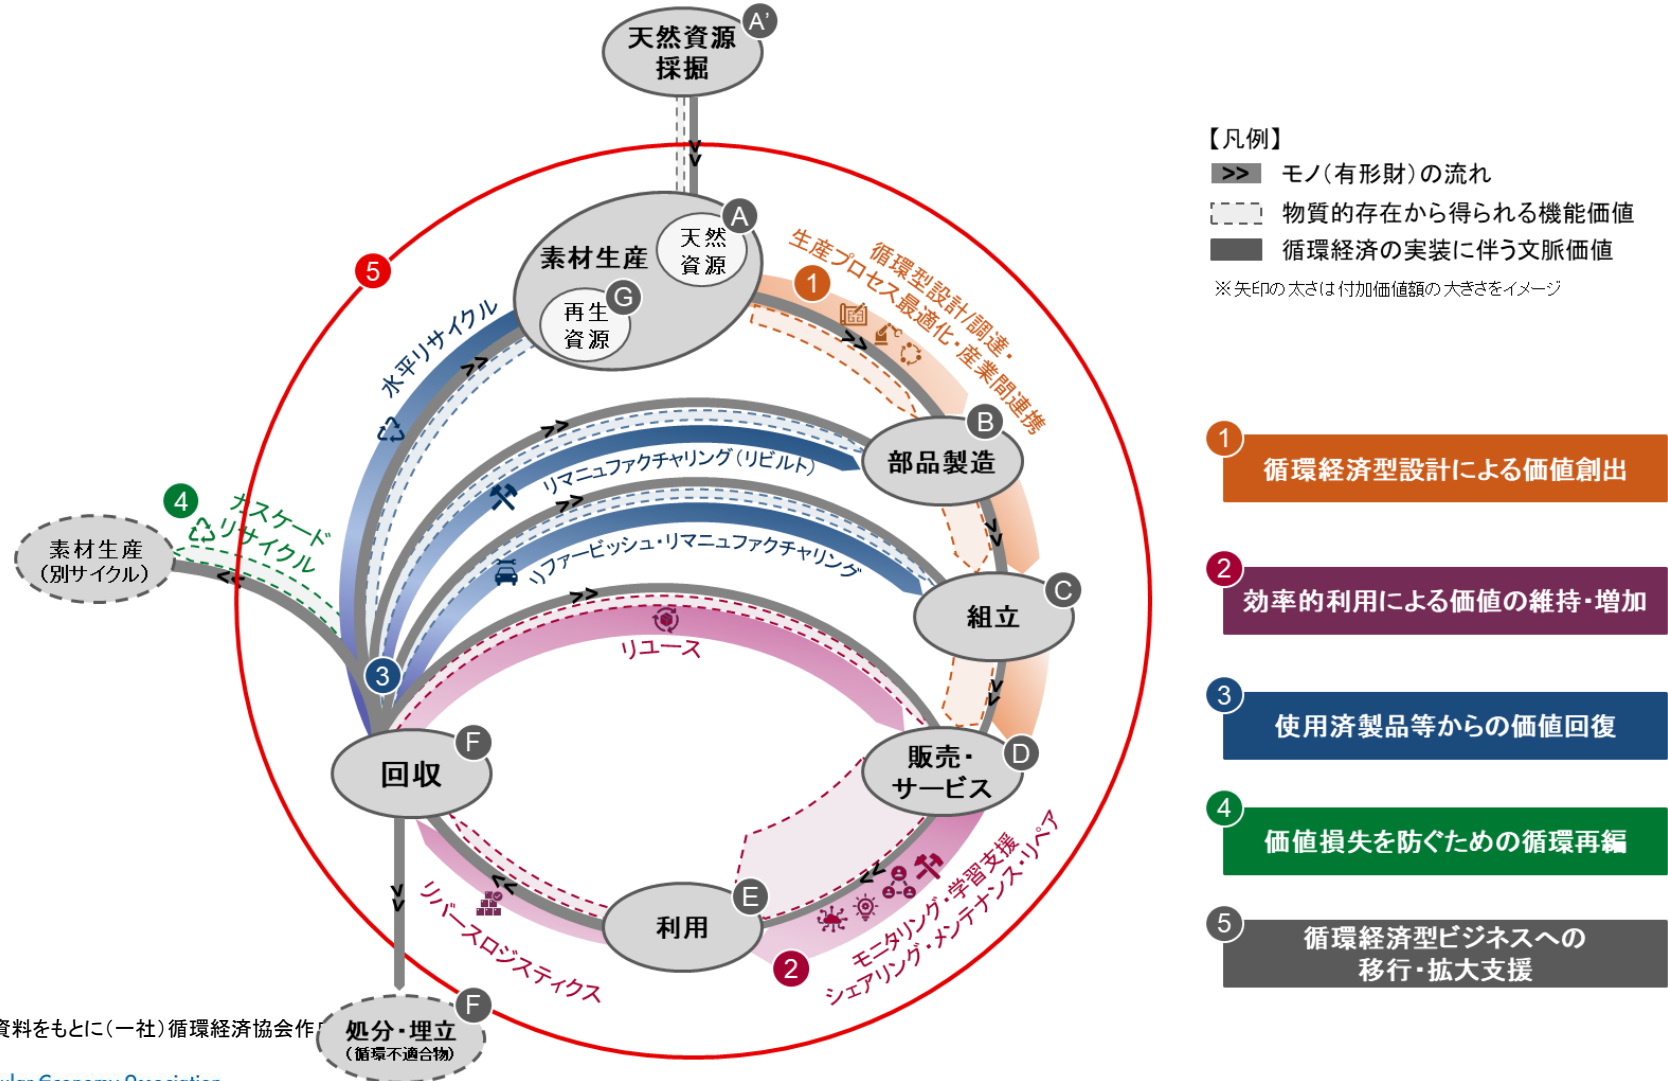 天然資源
採掘
A’
【凡例】
>> モノ（有形財）の流れ
物質的存在から得られる機能価値
循環経済の実装に伴う文脈価値
※矢印の太さは付加価値額の大きさをイメージ
素材生産
天然
資源
A
再生
資源
G
5
1
循環型設計/調達・
生産プロセス最適化・産業間連携
水平リサイクル
B
部品製造
リマニュファクチャリング（リビルト）
4
カスケード
リサイクル
素材生産
（別サイクル）
リファービッシュ・リマニュファクチャリング
C
組立
リユース
3
回収
F
販売・
サービス
D
利用
E
モニタリング・学習支援
シェアリング・メンテナンス・リペア
2
リバースロジスティクス
処分・埋立
（循環不適合物）
F
1
循環経済型設計による価値創出
2
効率的利用による価値の維持・増加
3
使用済製品等からの価値回復
4
価値損失を防ぐための循環再編
5
循環経済型ビジネスへの
移行・拡大支援
資料をもとに（一社）循環経済協会作